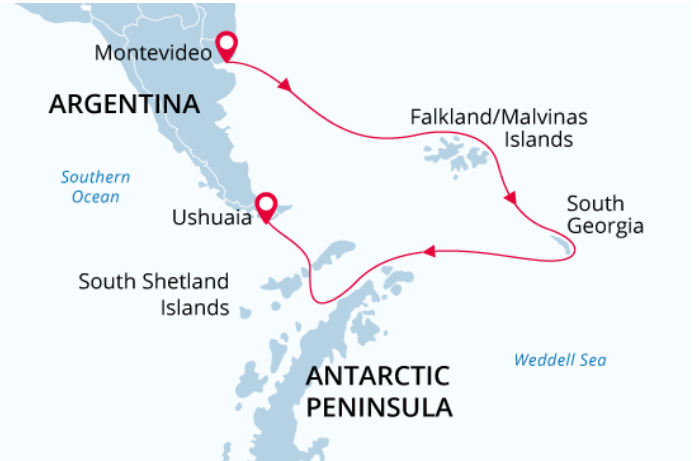 Montevideo
ARGENTINA
Falkland/Malvinas
Islands
Southern
Ocean
Ushuaia
South
Georgia
South Shetland
Islands
Weddell Sea
ANTARCTIC
PENINSULA